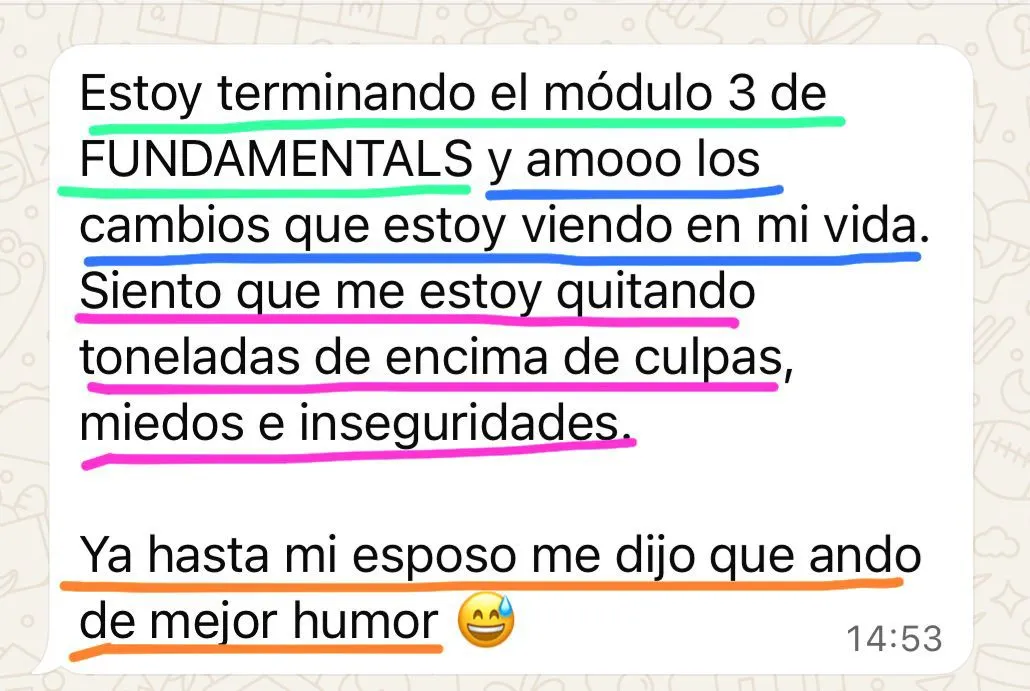 Estoy terminando el módulo 3 de
FUNDAMENTALS y amooo los
cambios que estoy viendo en mi vida.
Siento que me estoy quitando
toneladas de encima de culpas,
miedos e inseguridades.
Ya hasta mi esposo me dijo que ando
de mejor humor 😅
14:53